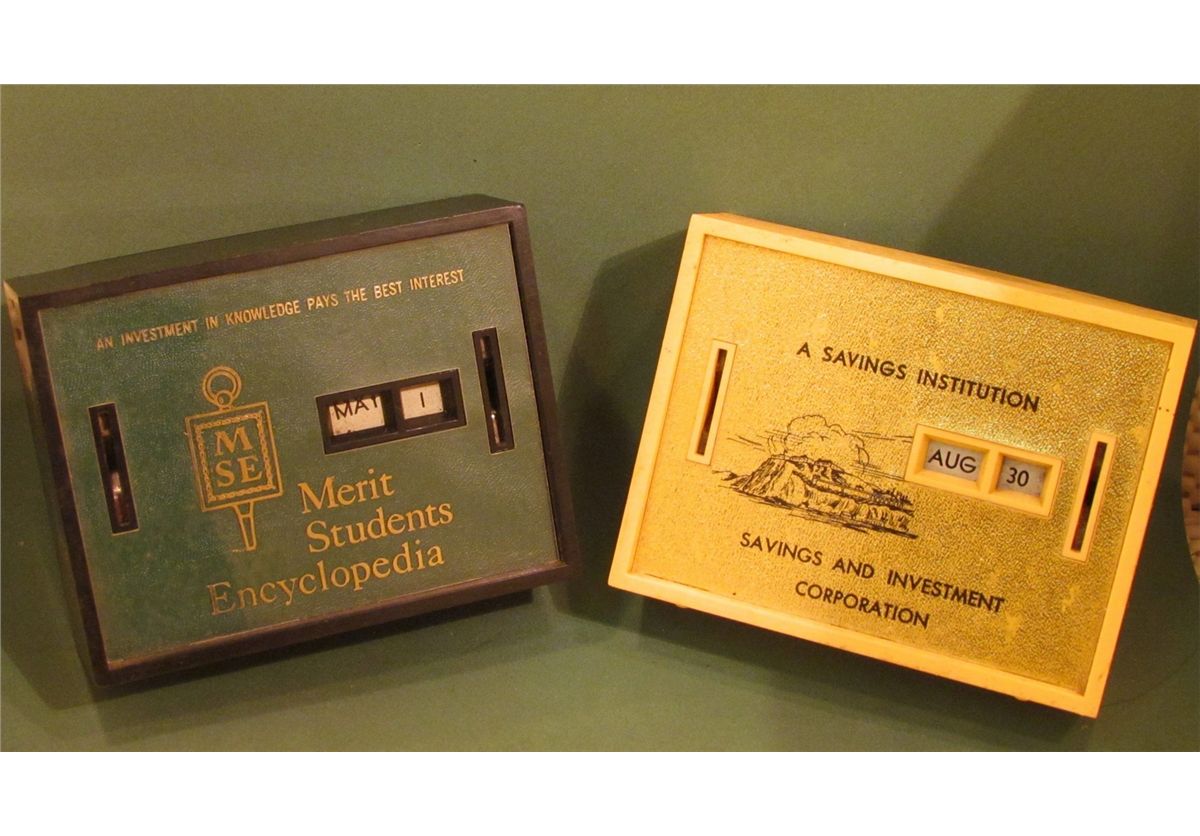 AN INVESTMENT IN KNOWLEDGE PAYS THE BEST INTEREST
MAY 1
M
SE
Merit
Students
Encyclopedia
A SAVINGS INSTITUTION
AUG 30
SAVINGS AND INVESTMENT
CORPORATION